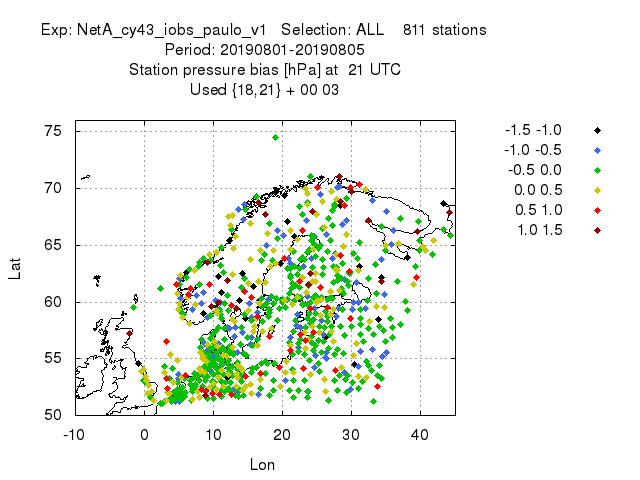 Exp: NetA_cy43_iobs_paulo_v1   Selection: ALL    811 stations
Period: 20190801-20190805
Station pressure bias [hPa] at  21 UTC
Used {18,21} + 00 03
-1.5 -1.0
-1.0 -0.5
-0.5 0.0
0.0 0.5
0.5 1.0
1.0 1.5
75
70
65
60
55
50
Lat
-10 0 10 20 30 40
Lon